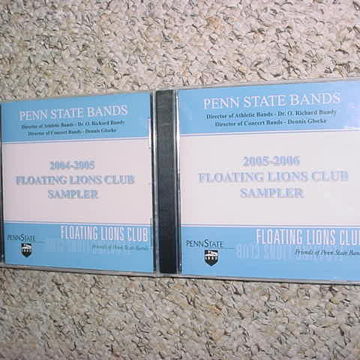 PENN STATE BANDS
Director of Athletic Bands - Dr. O. Richard Bundy
Director of Concert Bands - Dennis Glocke
2004-2005
FLOATING LIONS CLUB
SAMPLER
FLOATING LIONS CLUB
PENNSTATE
Friends of Penn State Bands
PENN STATE BANDS
Director of Athletic Bands - Dr. O. Richard Bundy
Director of Concert Bands - Dennis Glocke
2005-2006
FLOATING LIONS CLUB
SAMPLER
FLOATING LIONS CLUB
PENNSTATE
Friends of Penn State Bands